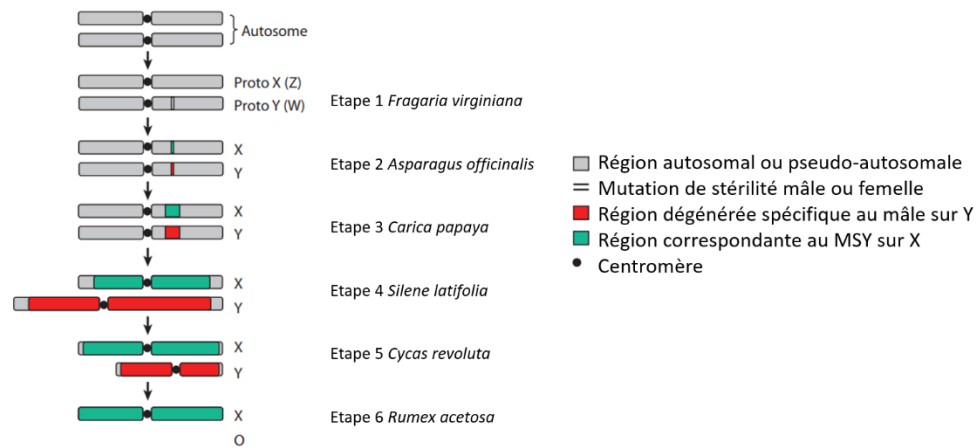 Autosome
Proto X (Z)
Proto Y (W)
Etape 1 Fragaria virginiana
X
Y
Etape 2 Asparagus officinalis
X
Y
Etape 3 Carica papaya
X
Y
Etape 4 Silene latifolia
X
Y
Etape 5 Cycas revoluta
X
O
Etape 6 Rumex acetosa
Région autosomal ou pseudo-autosomale
Mutation de stérilité mâle ou femelle
Région dégénérée spécifique au mâle sur Y
Région correspondante au MSY sur X
Centromère